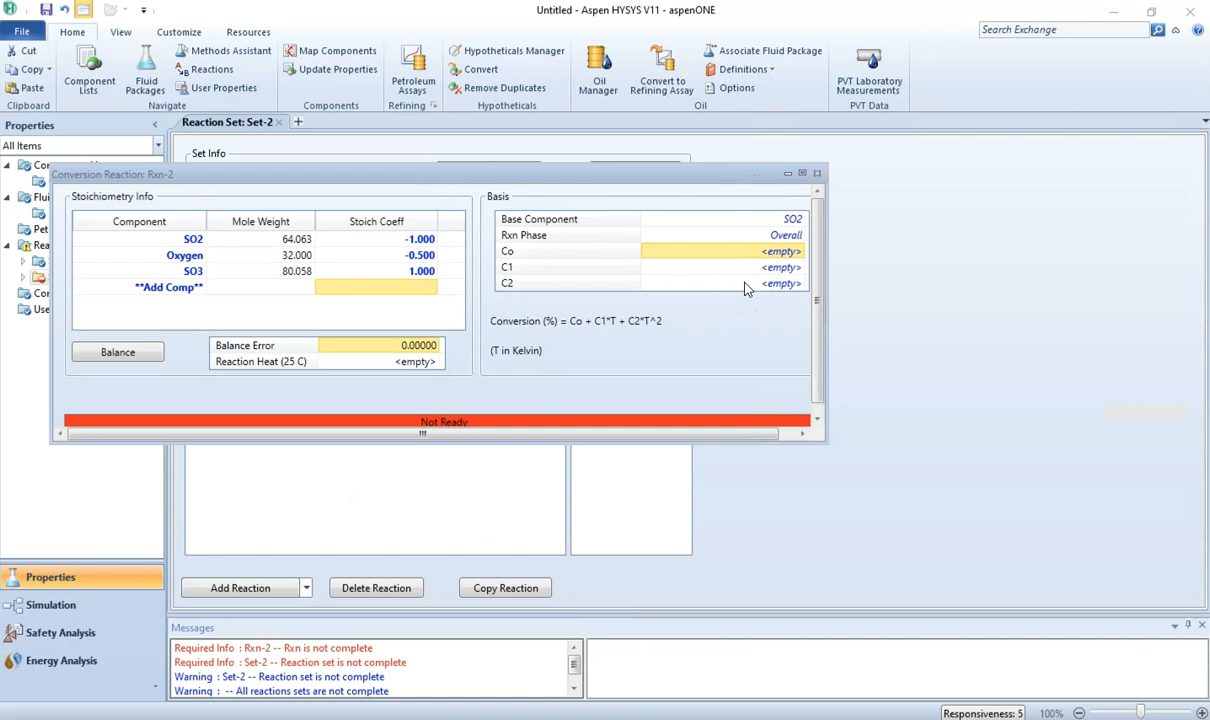 Untitled - Aspen HYSYS V11 - aspenONE
File Home View Customize Resources Search Exchange
Cut
Copy
Paste
Clipboard
Component Lists
Fluid Packages
Methods Assistant
Reactions
User Properties
Navigate
Map Components
Update Properties
Components
Petroleum Assays
Refining
Hypotheticals Manager
Convert
Remove Duplicates
Hypotheticals
Oil Manager
Convert to Refining Assay
Associate Fluid Package
Definitions
Options
Oil
PVT Laboratory Measurements
PVT Data
Properties
All Items
Reaction Set: Set-2
Set Info
Conversion Reaction: Rxn-2
Stoichiometry Info
Component Mole Weight Stoich Coeff
SO2 64.063 -1.000
Oxygen 32.000 -0.500
SO3 80.058 1.000
**Add Comp**
Balance
Balance Error 0.00000
Reaction Heat (25 C) <empty>
Basis
Base Component SO2
Rxn Phase Overall
Co <empty>
C1 <empty>
C2 <empty>
Conversion (%) = Co + C1*T + C2*T^2
(T in Kelvin)
Not Ready
Add Reaction
Delete Reaction
Copy Reaction
Properties
Simulation
Safety Analysis
Energy Analysis
Messages
Required Info : Rxn-2 -- Rxn is not complete
Required Info : Set-2 -- Reaction set is not complete
Warning : Set-2 -- Reaction set is not complete
Warning : -- All reactions sets are not complete
Responsiveness: 5 100%